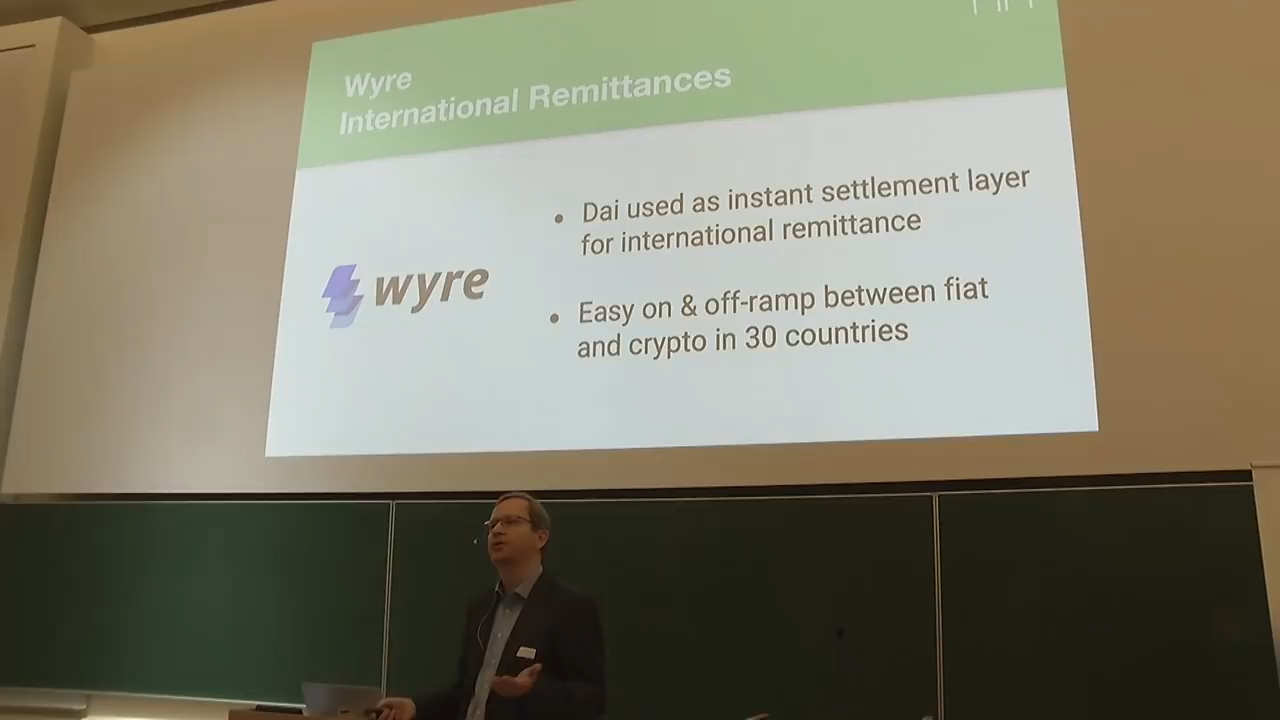 Wyre
International Remittances
• Dai used as instant settlement layer
for international remittance
wyre
• Easy on & off-ramp between fiat
and crypto in 30 countries